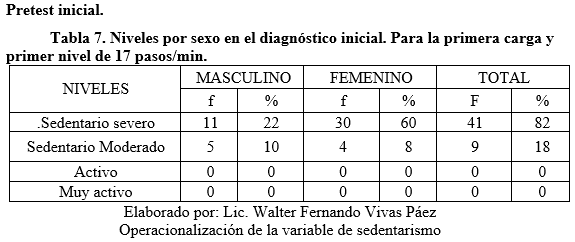 Pretest inicial.
Tabla 7. Niveles por sexo en el diagnóstico inicial. Para la primera carga y
primer nivel de 17 pasos/min.
NIVELES MASCULINO FEMENINO TOTAL
f % f % F %
.Sedentario severo 11 22 30 60 41 82
Sedentario Moderado 5 10 4 8 9 18
Activo 0 0 0 0 0 0
Muy activo 0 0 0 0 0 0
Elaborado por: Lic. Walter Fernando Vivas Páez
Operacionalización de la variable de sedentarismo